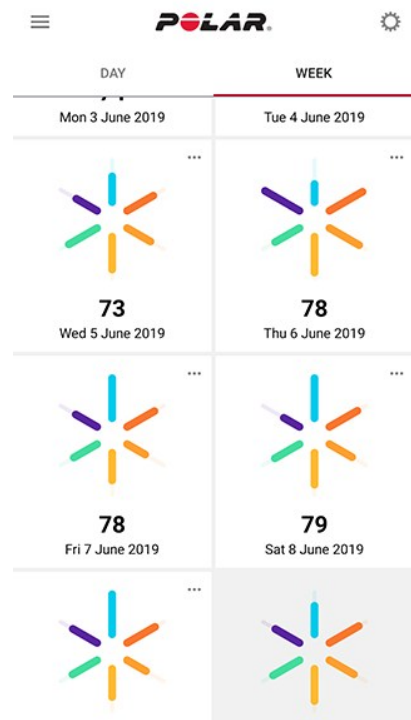 POLAR.
DAY WEEK
Mon 3 June 2019 Tue 4 June 2019
73 78
Wed 5 June 2019 Thu 6 June 2019
78 79
Fri 7 June 2019 Sat 8 June 2019